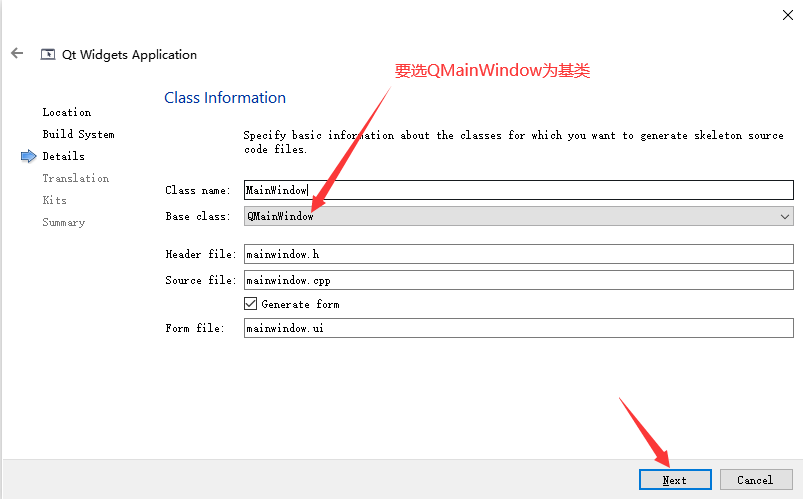 Qt Widgets Application
要选QMainWindow为基类
Class Information
Location
Build System
Details
Translation
Kits
Summary
Specify basic information about the classes for which you want to generate skeleton source
code files.
Class name: MainWindow
Base class: QMainWindow
Header file: mainwindow.h
Source file: mainwindow.cpp
Generate form
Form file: mainwindow.ui
Next
Cancel